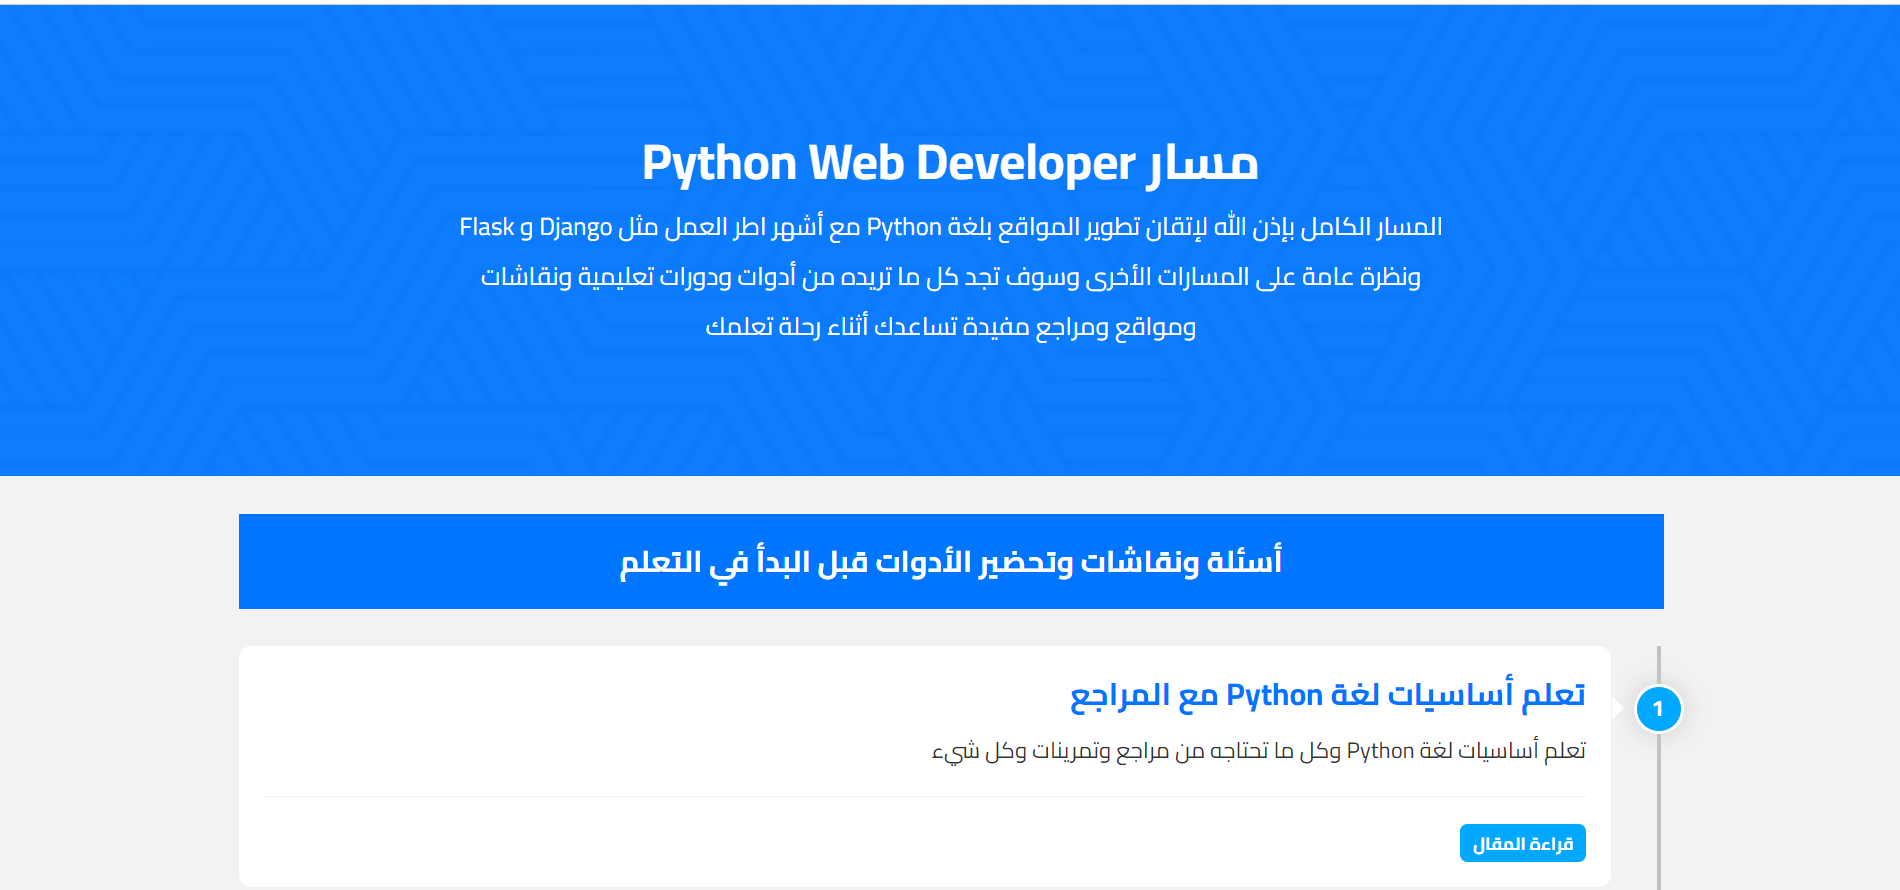 مسار Python Web Developer
المسار الكامل بإذن الله لإتقان تطوير المواقع بلغة Python مع أشهر اطر العمل مثل Django و Flask
ونظرة عامة على المسارات الأخرى وسوف تجد كل ما تريده من أدوات ودورات تعليمية ونقاشات
ومواقع ومراجع مفيدة تساعدك أثناء رحلة تعلمك
أسئلة ونقاشات وتحضير الأدوات قبل البدأ في التعلم
1
تعلم أساسيات لغة Python مع المراجع
تعلم أساسيات لغة Python وكل ما تحتاجه من مراجع وتمرينات وكل شيء
قراءة المقال